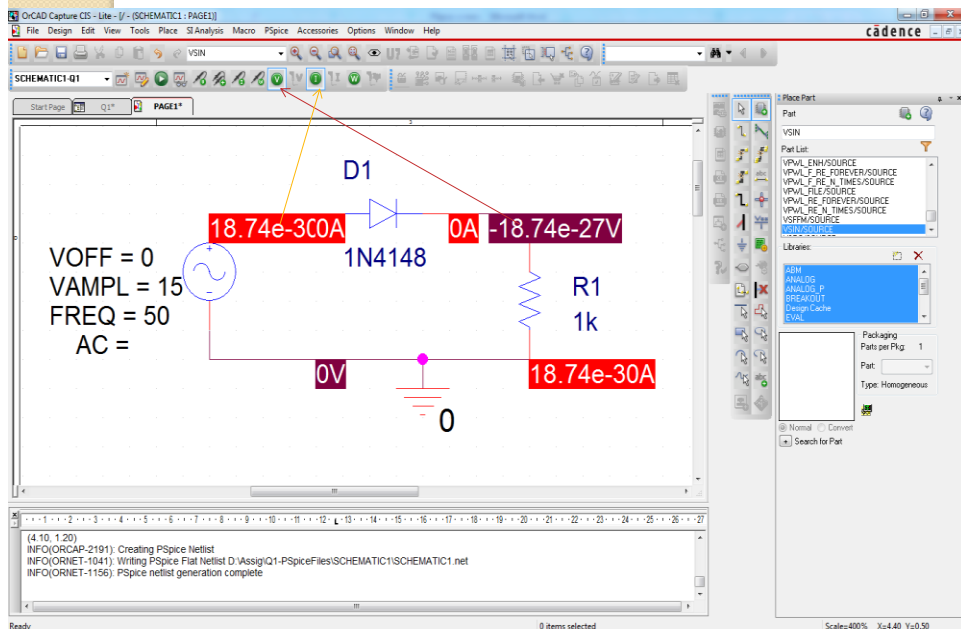 OrCAD Capture CIS - Lite - [/ - (SCHEMATIC1 : PAGE1)]
File Design Edit View Tools Place SI Analysis Macro PSpice Accessories Options Window Help
cādence
VSIN
SCHEMATIC1-Q1
Start Page Q1* PAGE1*
Place Part
Part
VSIN
Part List:
VPWL_ENH/SOURCE
VPWL_F_RE_FOREVER/SOURCE
VPWL_F_RE_N_TIMES/SOURCE
VPWL_FILE/SOURCE
VPWL_RE_FOREVER/SOURCE
VPWL_RE_N_TIMES/SOURCE
VSFFM/SOURCE
VSIN/SOURCE
Libraries:
ABM
ANALOG
ANALOG_P
BREAKOUT
Design Cache
EVAL
Packaging
Parts per Pkg: 1
Part:
Type: Homogeneous
Normal Convert
Search for Part
D1
18.74e-300A 0A -18.74e-27V
1N4148
VOFF = 0
VAMPL = 15
FREQ = 50
AC =
R1
1k
0V 18.74e-30A
0
(4.10, 1.20)
INFO(ORCAP-2191): Creating PSpice Netlist
INFO(ORNET-1041): Writing PSpice Flat Netlist D:\Assig\Q1-PSpiceFiles\SCHEMATIC1\SCHEMATIC1.net
INFO(ORNET-1156): PSpice netlist generation complete
Ready 0 items selected Scale=400% X=4.40 Y=0.50